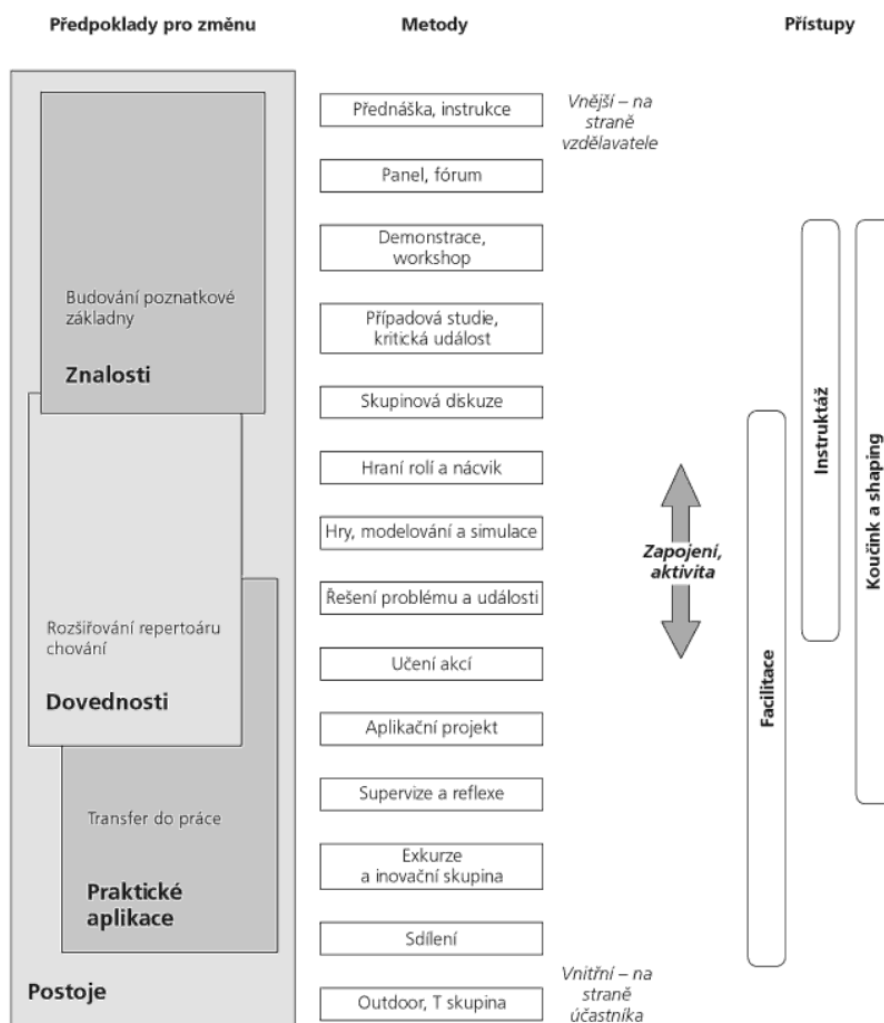 Předpoklady pro změnu
Metody
Přístupy
Budování poznatkové
základny
Znalosti
Rozšiřování repertoáru
chování
Dovednosti
Transfer do práce
Praktické
aplikace
Postoje
Přednáška, instrukce
Panel, fórum
Demonstrace,
workshop
Případová studie,
kritická událost
Skupinová diskuze
Hraní rolí a nácvik
Hry, modelování a simulace
Řešení problému a události
Učení akcí
Aplikační projekt
Supervize a reflexe
Exkurze
a inovační skupina
Sdílení
Outdoor, T skupina
Vnější – na
straně
vzdělavatele
Zapojení,
aktivita
Vnitřní – na
straně
účastníka
Facilitace
Instruktáž
Koučink a shaping